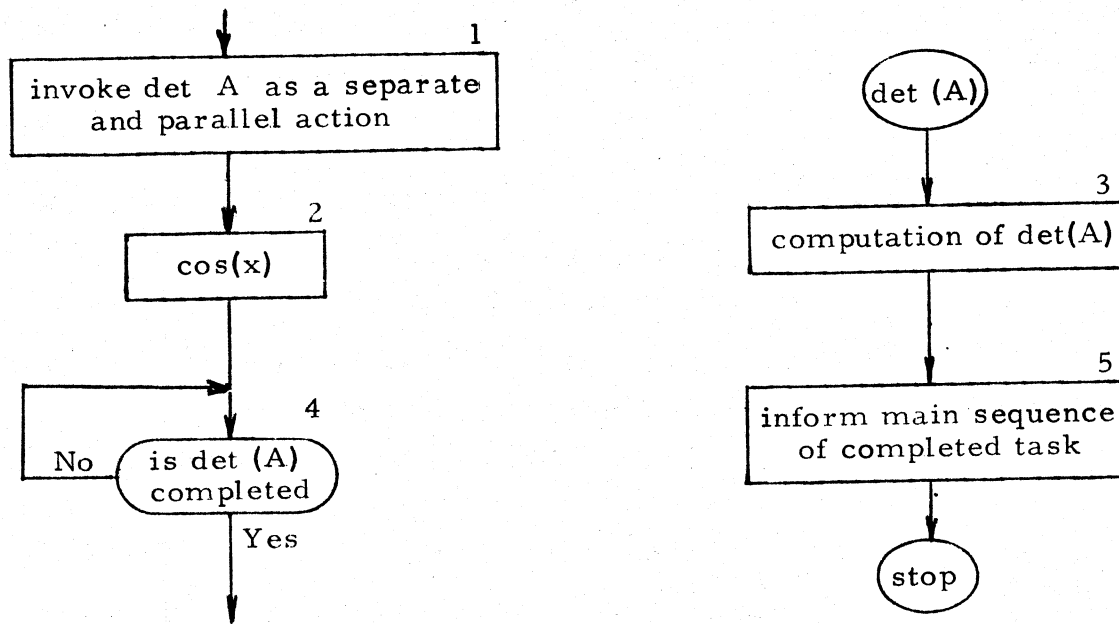 1
invoke det A as a separate
and parallel action
2
cos(x)
4
No
is det (A)
completed
Yes
det (A)
3
computation of det(A)
5
inform main sequence
of completed task
stop